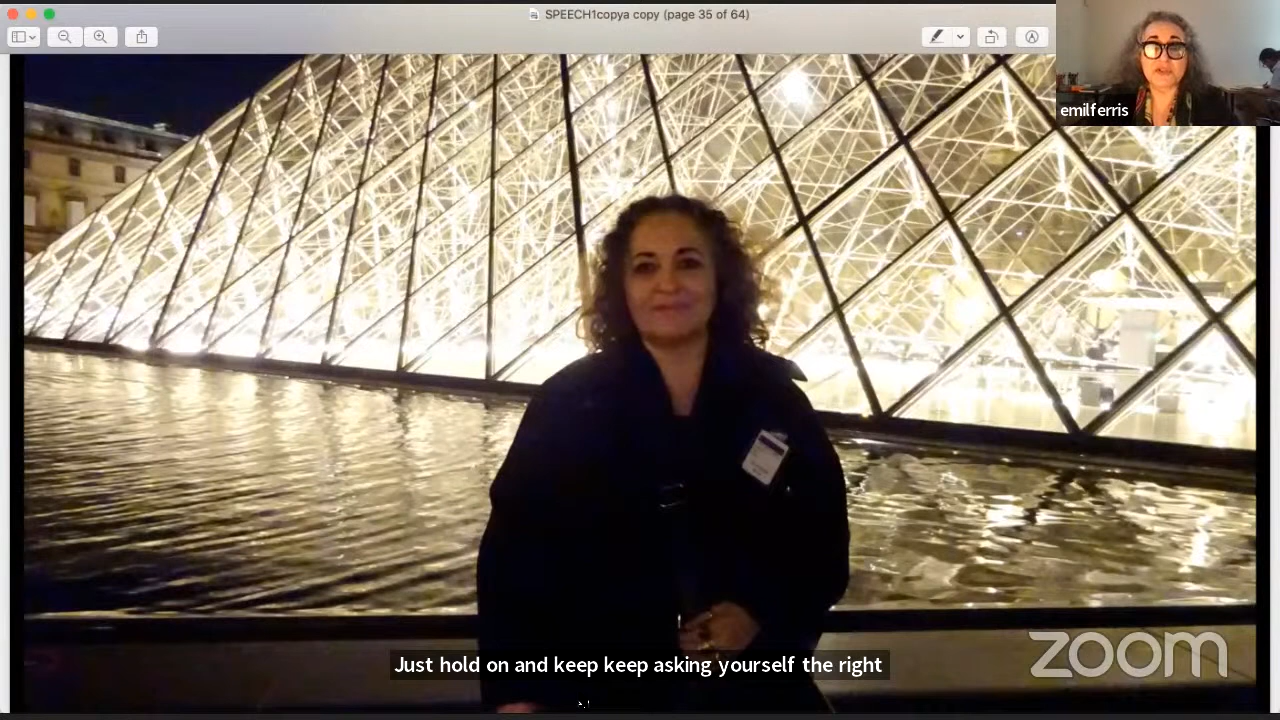 SPEECH1copya copy (page 35 of 64)
emilferris
Just hold on and keep keep asking yourself the right
zoom